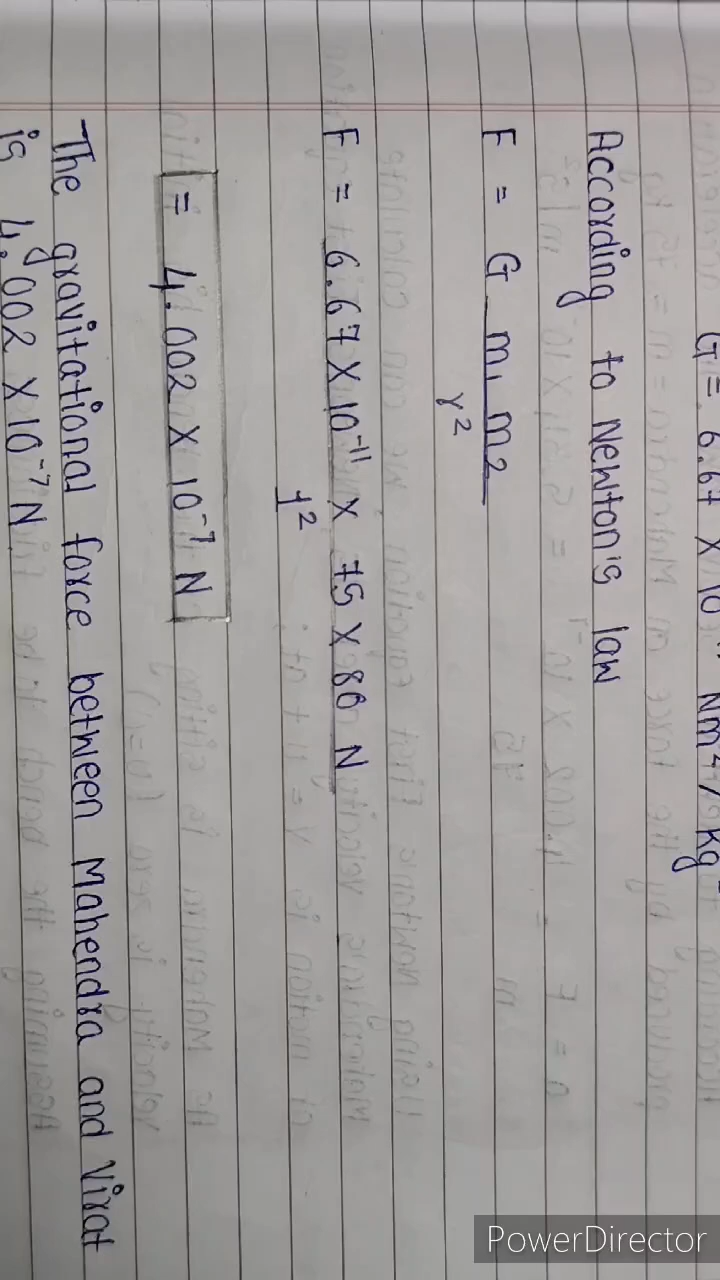 G = 6.67 X 10⁻¹¹ Nm²/kg
According to Newton's law
F = G m₁ m₂
r²
F = 6.67 X 10⁻¹¹ X 75 X 80 N
1²
= 4.002 X 10⁻⁷ N
The gravitational force between Mahendra and Virat
is 4.002 X 10⁻⁷ N
PowerDirector